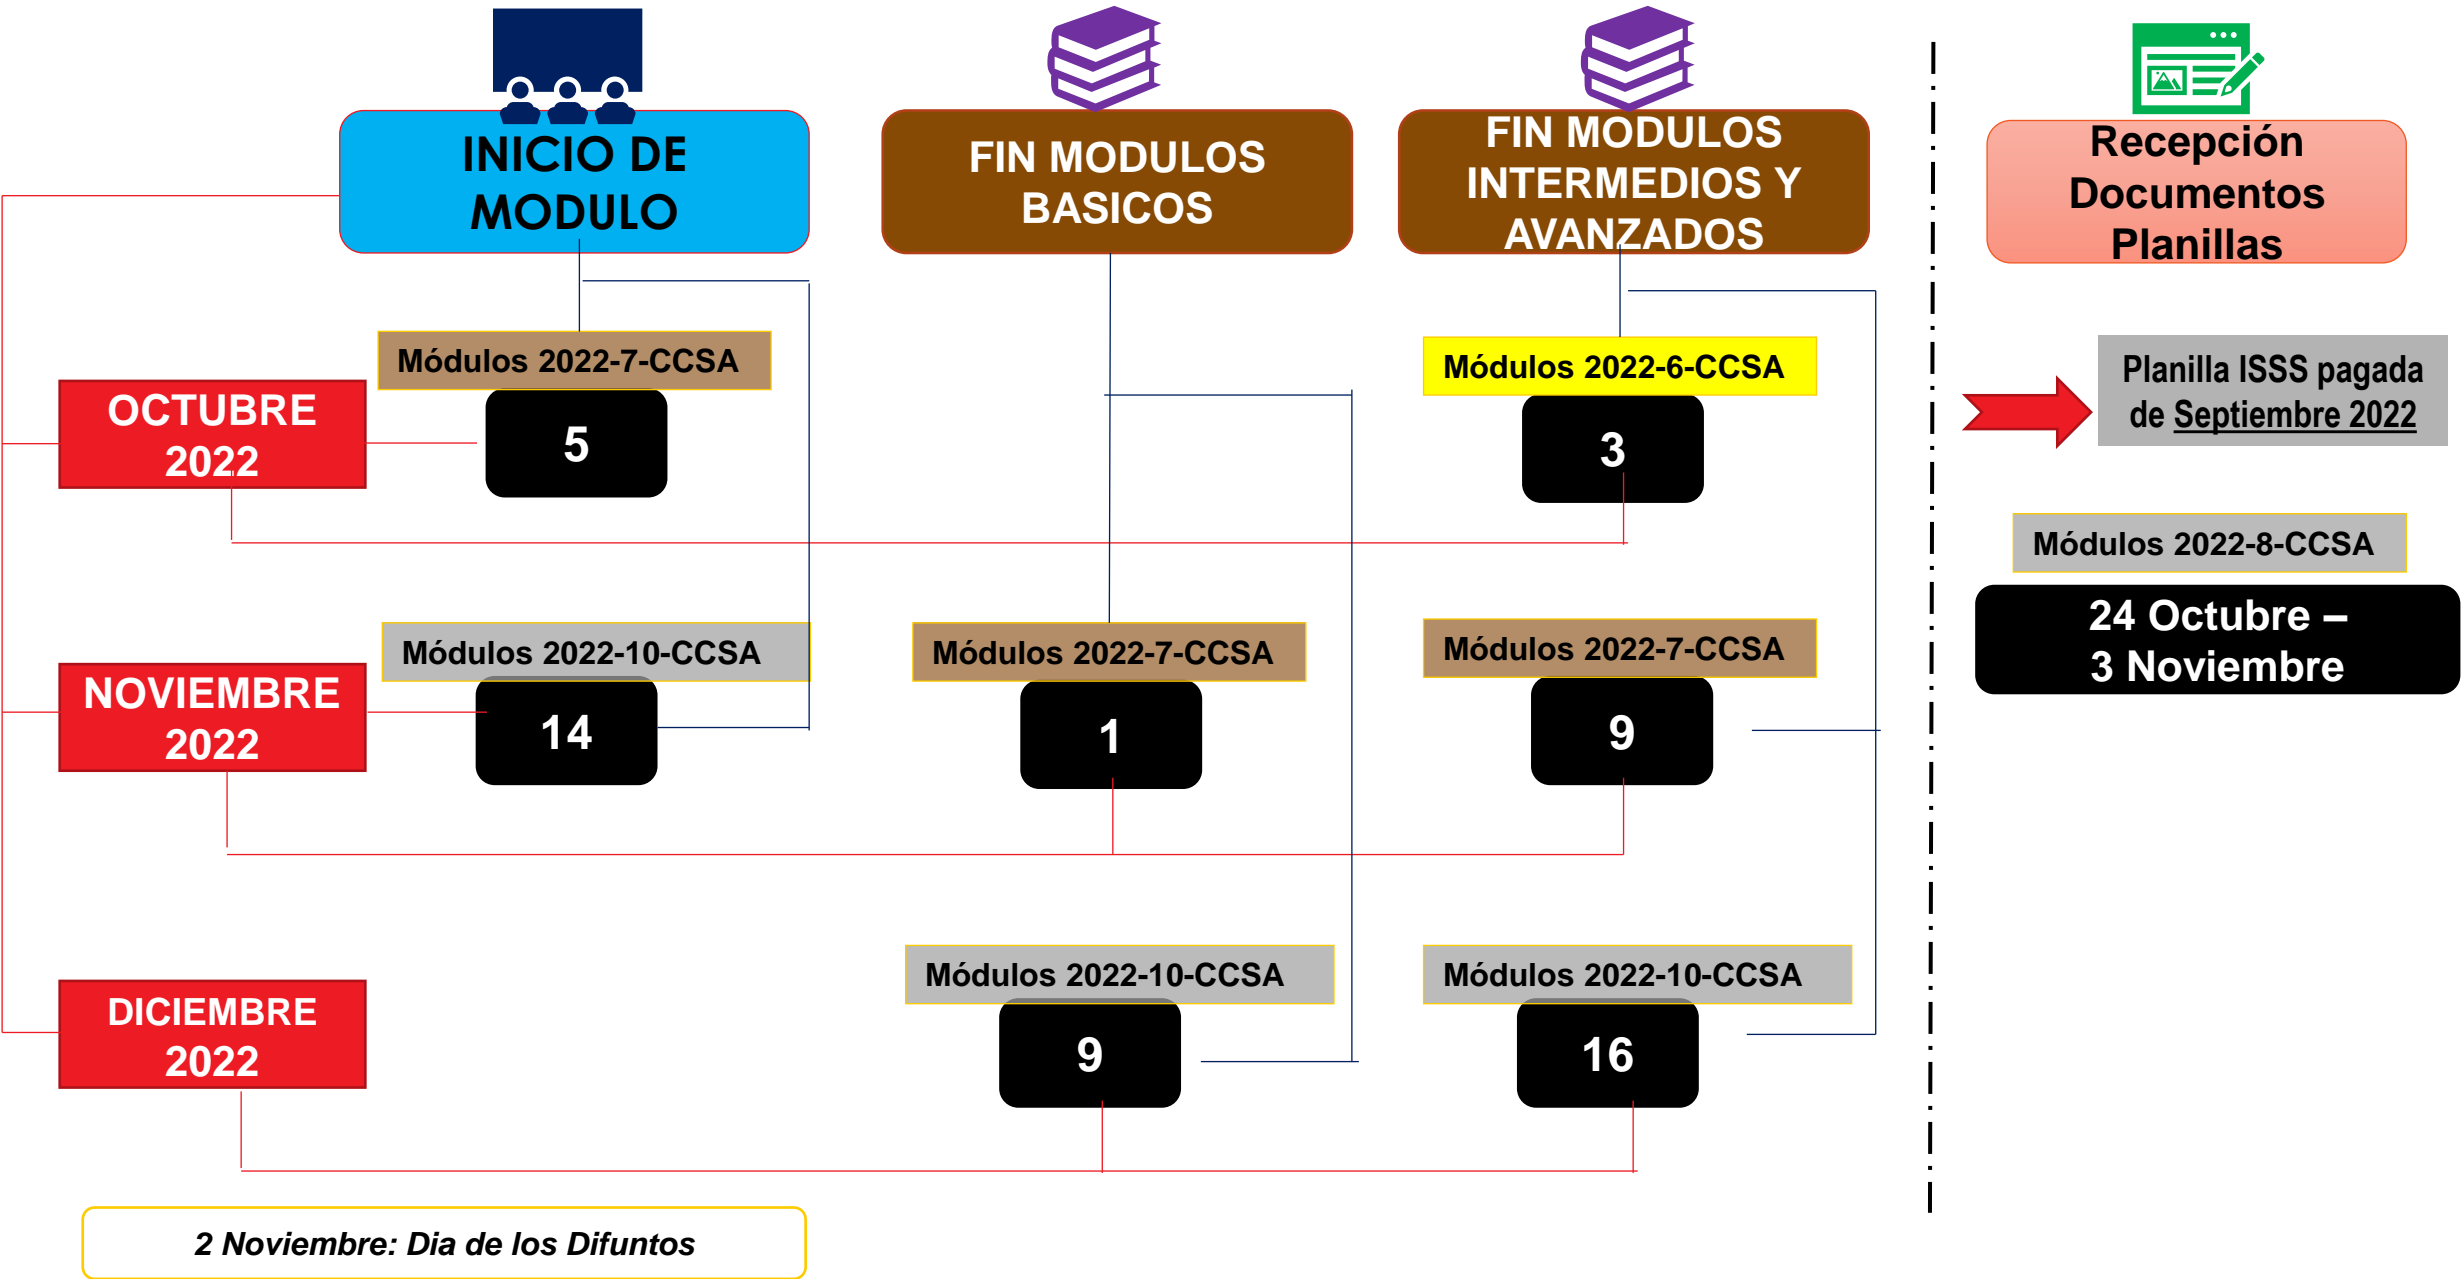 INICIO DE
MODULO
FIN MODULOS
BASICOS
FIN MODULOS
INTERMEDIOS Y
AVANZADOS
Recepción
Documentos
Planillas
Módulos 2022-7-CCSA
Módulos 2022-6-CCSA
Planilla ISSS pagada
de Septiembre 2022
OCTUBRE
2022
5
3
Módulos 2022-8-CCSA
24 Octubre –
3 Noviembre
Módulos 2022-10-CCSA
Módulos 2022-7-CCSA
Módulos 2022-7-CCSA
NOVIEMBRE
2022
14
1
9
Módulos 2022-10-CCSA
Módulos 2022-10-CCSA
DICIEMBRE
2022
9
16
2 Noviembre: Dia de los Difuntos